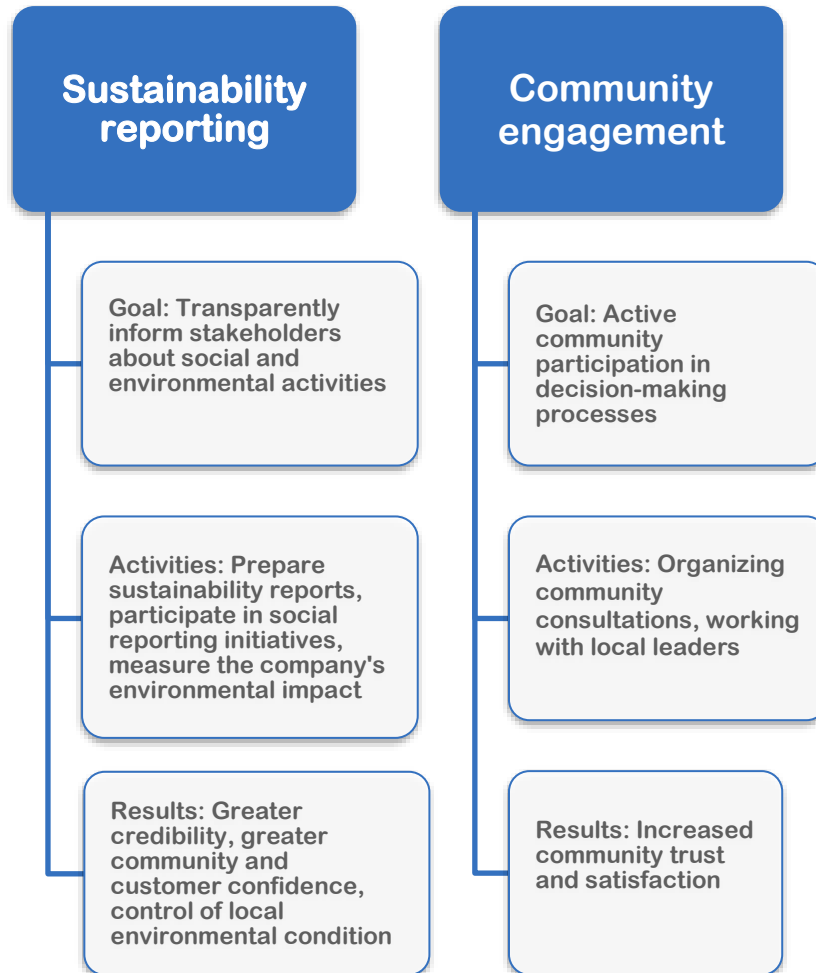 Sustainability
reporting
Goal: Transparently
inform stakeholders
about social and
environmental activities
Activities: Prepare
sustainability reports,
participate in social
reporting initiatives,
measure the company's
environmental impact
Results: Greater
credibility, greater
community and
customer confidence,
control of local
environmental condition
Community
engagement
Goal: Active
community
participation in
decision-making
processes
Activities: Organizing
community
consultations, working
with local leaders
Results: Increased
community trust
and satisfaction